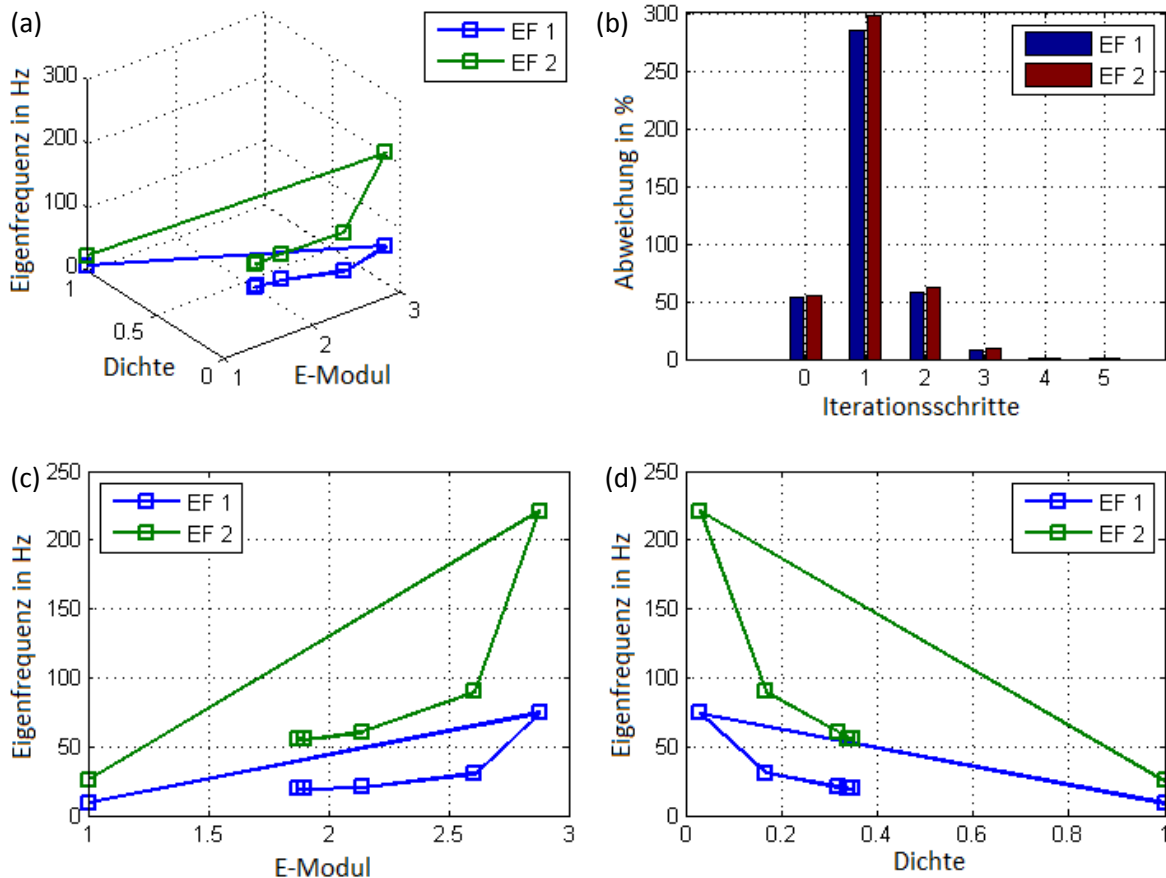 (a)
EF 1
EF 2
Eigenfrequenz in Hz
300
200
100
0
1
0.5
0
Dichte
1
2
3
E-Modul
(b)
EF 1
EF 2
Abweichung in %
300
250
200
150
100
50
0
0 1 2 3 4 5
Iterationsschritte
(c)
EF 1
EF 2
Eigenfrequenz in Hz
250
200
150
100
50
0
1 1.5 2 2.5 3
E-Modul
(d)
EF 1
EF 2
Eigenfrequenz in Hz
250
200
150
100
50
0
0 0.2 0.4 0.6 0.8 1
Dichte